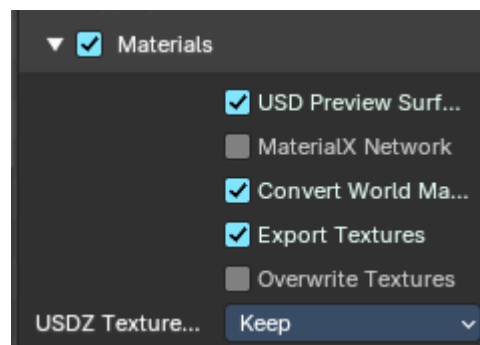 Materials
USD Preview Surf...
MaterialX Network
Convert World Ma...
Export Textures
Overwrite Textures
USDZ Texture... Keep